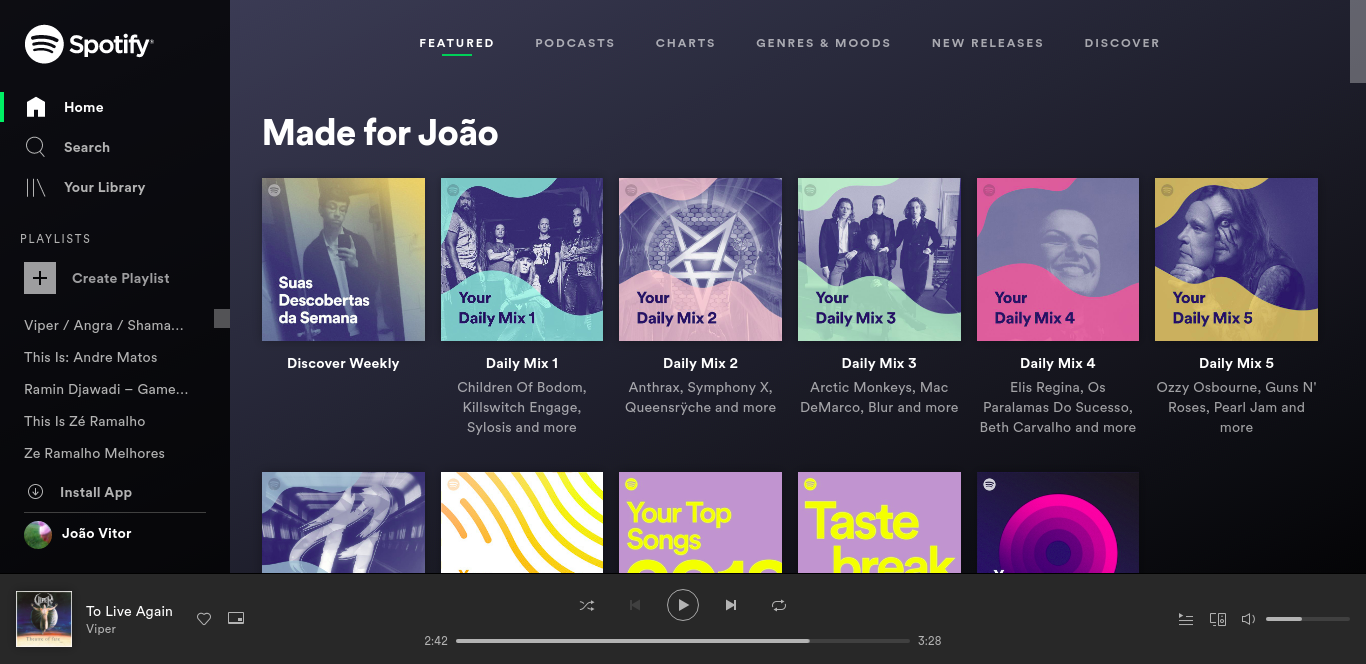 Spotify
Home
Search
Your Library
PLAYLISTS
Create Playlist
Viper / Angra / Shama...
This Is: Andre Matos
Ramin Djawadi – Game...
This Is Zé Ramalho
Ze Ramalho Melhores
Install App
João Vitor
FEATURED PODCASTS CHARTS GENRES & MOODS NEW RELEASES DISCOVER
Made for João
Suas
Descobertas
da Semana
Discover Weekly
Your
Daily Mix 1
Daily Mix 1
Children Of Bodom,
Killswitch Engage,
Sylosis and more
Your
Daily Mix 2
Daily Mix 2
Anthrax, Symphony X,
Queensrÿche and more
Your
Daily Mix 3
Daily Mix 3
Arctic Monkeys, Mac
DeMarco, Blur and more
Your
Daily Mix 4
Daily Mix 4
Elis Regina, Os
Paralamas Do Sucesso,
Beth Carvalho and more
Your
Daily Mix 5
Daily Mix 5
Ozzy Osbourne, Guns N'
Roses, Pearl Jam and
more
Your Top
Songs
Taste
break
To Live Again
Viper
2:42
3:28